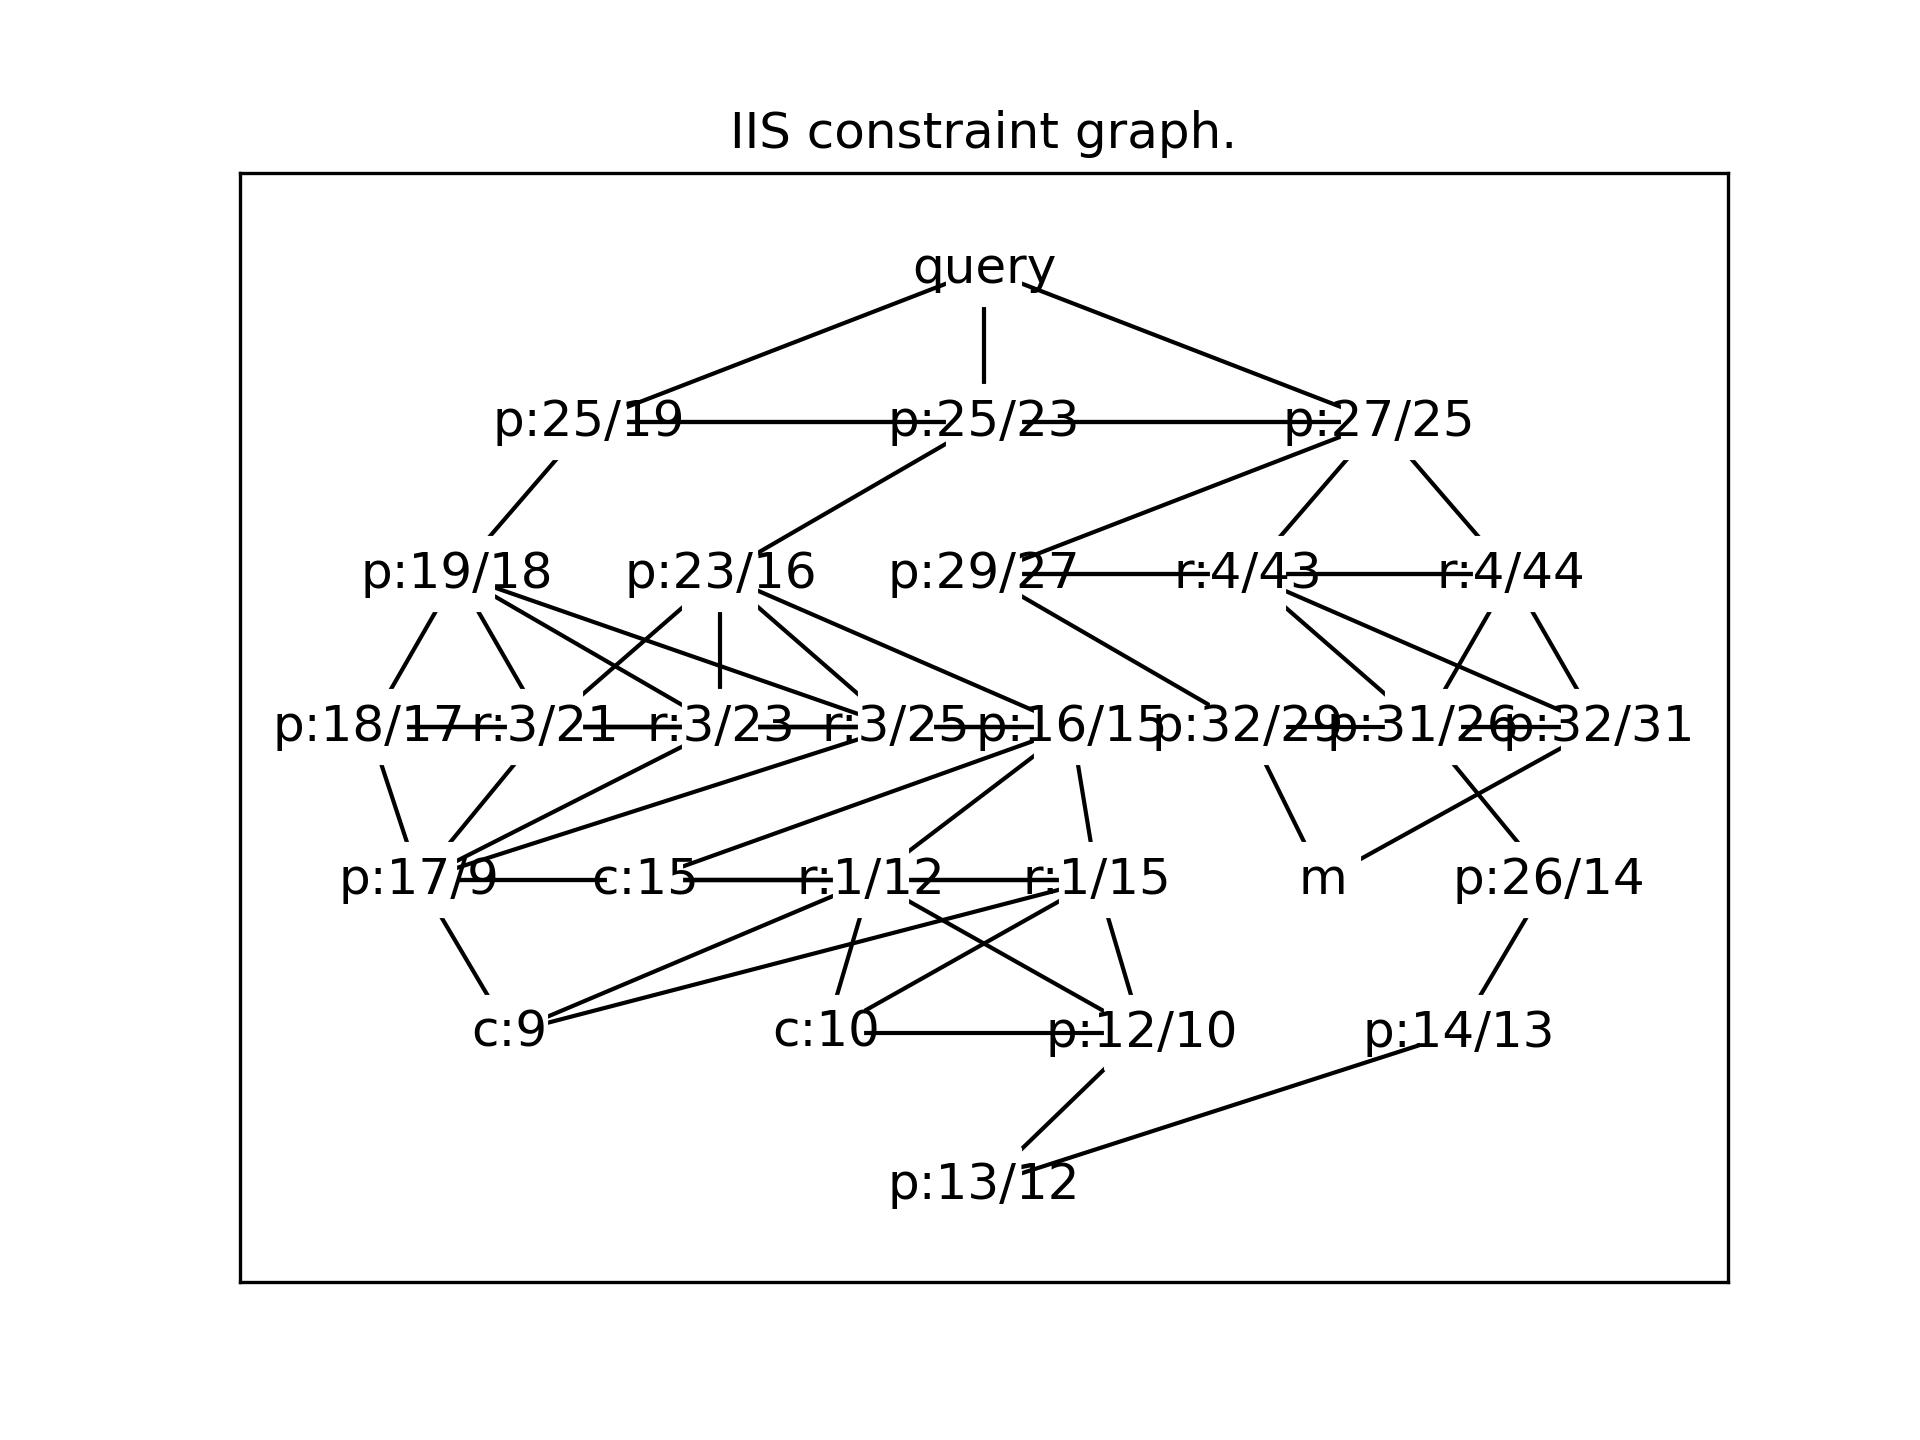 IIS constraint graph.
query
p:25/19 p:25/23 p:27/25
p:19/18 p:23/16 p:29/27 r:4/43 r:4/44
p:18/17 r:3/21 r:3/23 r:3/25 p:16/15 p:32/29 p:31/26 p:32/31
p:17/9 c:15 r:1/12 r:1/15 m p:26/14
c:9 c:10 p:12/10 p:14/13
p:13/12